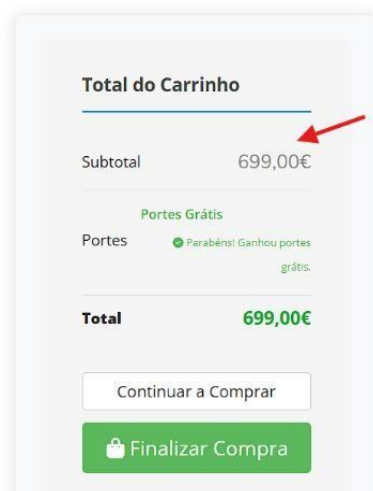 Total do Carrinho
Subtotal 699,00€
Portes Grátis
Portes Parabéns! Ganhou portes
grátis.
Total 699,00€
Continuar a Comprar
Finalizar Compra